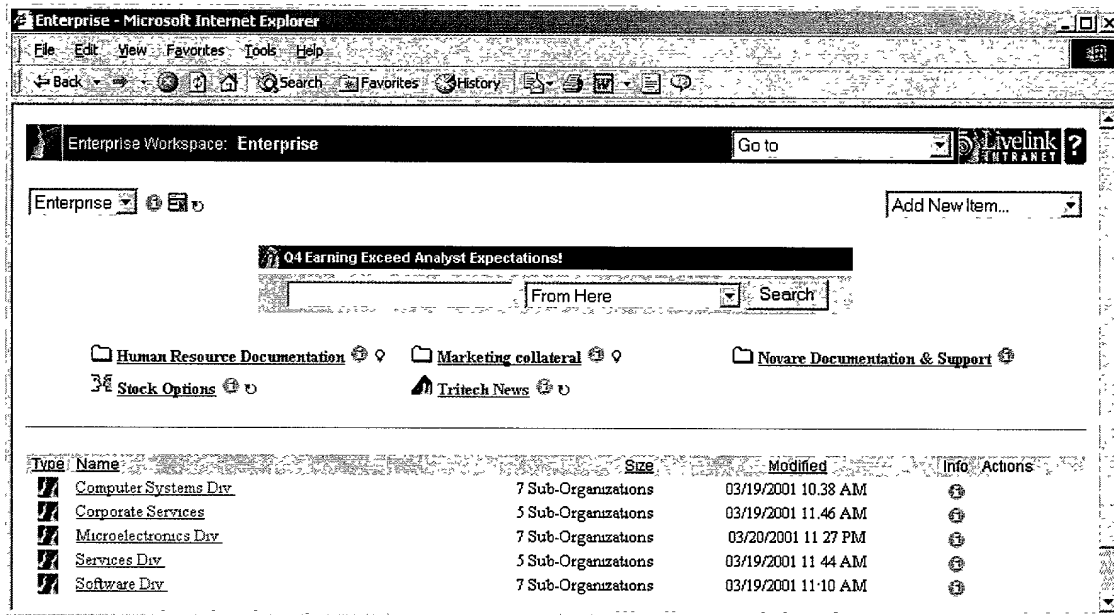 Enterprise - Microsoft Internet Explorer
File Edit View Favorites Tools Help
Back Search Favorites History
Enterprise Workspace: Enterprise
Go to
Livelink
INTRANET
?
Enterprise
Add New Item...
Q4 Earning Exceed Analyst Expectations!
From Here
Search
Human Resource Documentation
Marketing collateral
Novare Documentation & Support
Stock Options
Tritech News
Type Name Size Modified Info Actions
Computer Systems Div 7 Sub-Organizations 03/19/2001 10.38 AM
Corporate Services 5 Sub-Organizations 03/19/2001 11.46 AM
Microelectronics Div 7 Sub-Organizations 03/20/2001 11 27 PM
Services Div 5 Sub-Organizations 03/19/2001 11 44 AM
Software Div 7 Sub-Organizations 03/19/2001 11·10 AM